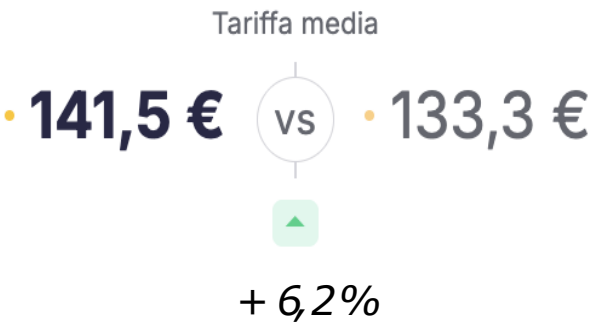 Tariffa media
141,5 € VS 133,3 €
+ 6,2%